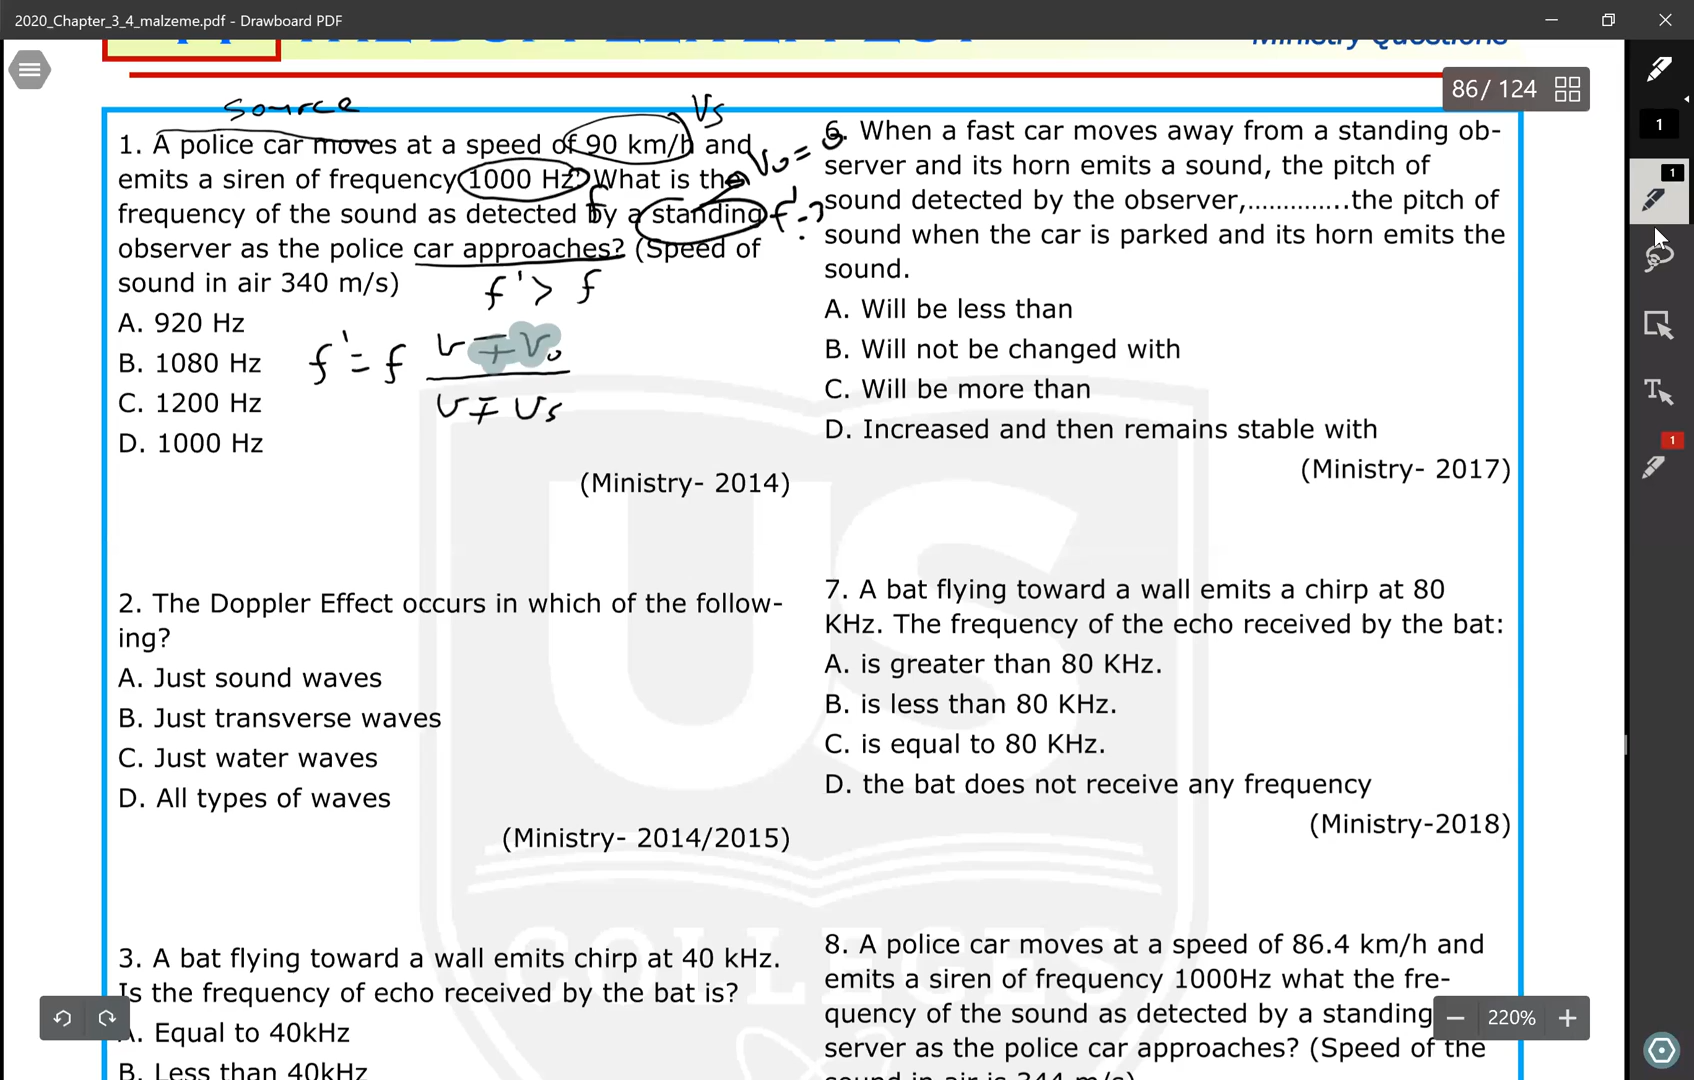 2020_Chapter_3_4_malzeme.pdf - Drawboard PDF
Ministry Questions
86 / 124
source
Vs
1. A police car moves at a speed of 90 km/h and
Vo = 0
emits a siren of frequency 1000 Hz. What is the
f
frequency of the sound as detected by a standing
f' = ?
observer as the police car approaches? (Speed of
sound in air 340 m/s)
f' > f
A. 920 Hz
B. 1080 Hz
C. 1200 Hz
D. 1000 Hz
f' = f
v ∓ vo
v ∓ vs
(Ministry- 2014)
2. The Doppler Effect occurs in which of the follow-
ing?
A. Just sound waves
B. Just transverse waves
C. Just water waves
D. All types of waves
(Ministry- 2014/2015)
3. A bat flying toward a wall emits chirp at 40 kHz.
Is the frequency of echo received by the bat is?
A. Equal to 40kHz
B. Less than 40kHz
6. When a fast car moves away from a standing ob-
server and its horn emits a sound, the pitch of
sound detected by the observer,..............the pitch of
sound when the car is parked and its horn emits the
sound.
A. Will be less than
B. Will not be changed with
C. Will be more than
D. Increased and then remains stable with
(Ministry- 2017)
7. A bat flying toward a wall emits a chirp at 80
KHz. The frequency of the echo received by the bat:
A. is greater than 80 KHz.
B. is less than 80 KHz.
C. is equal to 80 KHz.
D. the bat does not receive any frequency
(Ministry-2018)
8. A police car moves at a speed of 86.4 km/h and
emits a siren of frequency 1000Hz what the fre-
quency of the sound as detected by a standing
server as the police car approaches? (Speed of the
sound in air is 344 m/s)
US
COLLEGES
220%
1
1
1